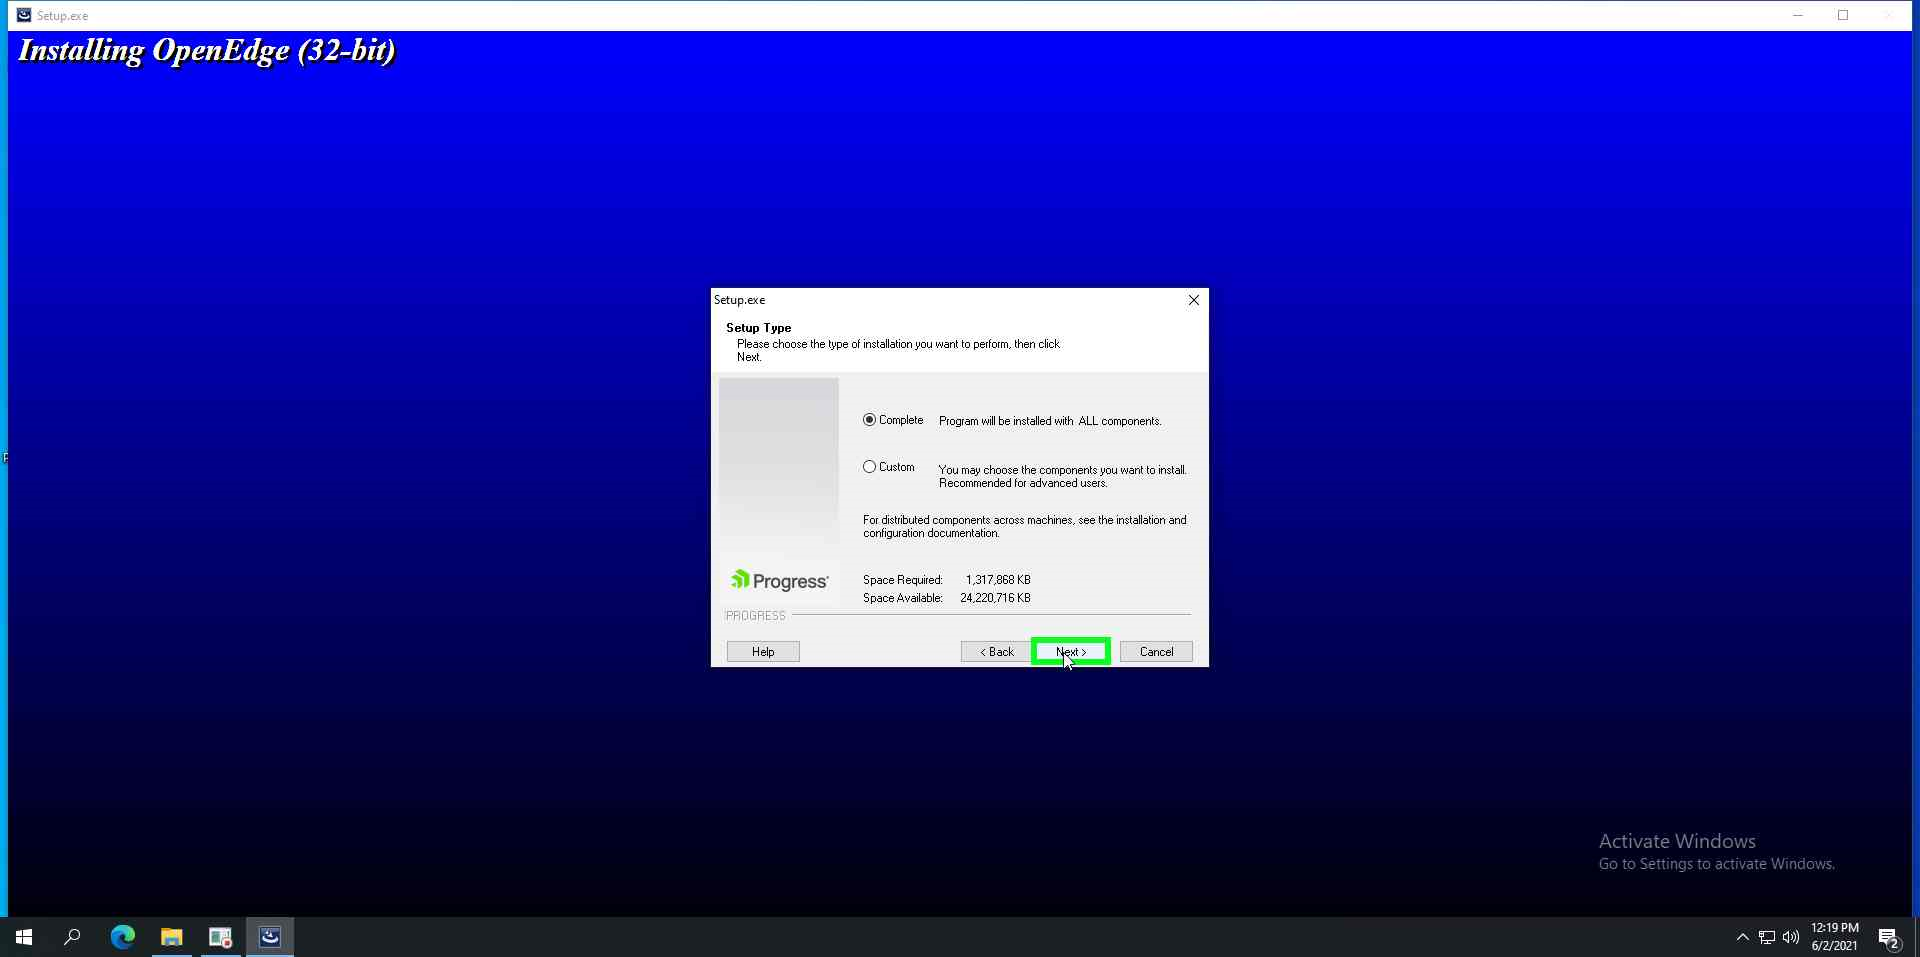 Setup.exe
Installing OpenEdge (32-bit)
Setup.exe
Setup Type
Please choose the type of installation you want to perform, then click
Next.
Complete Program will be installed with ALL components.
Custom You may choose the components you want to install.
Recommended for advanced users.
For distributed components across machines, see the installation and
configuration documentation.
Progress
Space Required: 1,317,868 KB
Space Available: 24,220,716 KB
PROGRESS
Help < Back Next > Cancel
Activate Windows
Go to Settings to activate Windows.
12:19 PM
6/2/2021
2